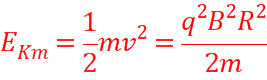 E_{Km} = \frac{1}{2}mv^2 = \frac{q^2B^2R^2}{2m}